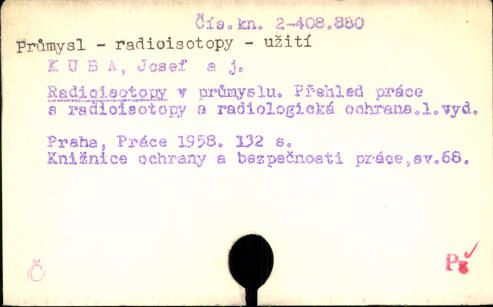 Čís.kn. 2-408.880
Průmysl - radioisotopy - užití
K U B A, Josef a j.
Radioisotopy v průmyslu. Přehled práce
s radioisotopy a radiologická ochrana.1.vyd.
Praha, Práce 1958. 132 s.
Knižnice ochrany a bezpečnosti práce,sv.68.
Č